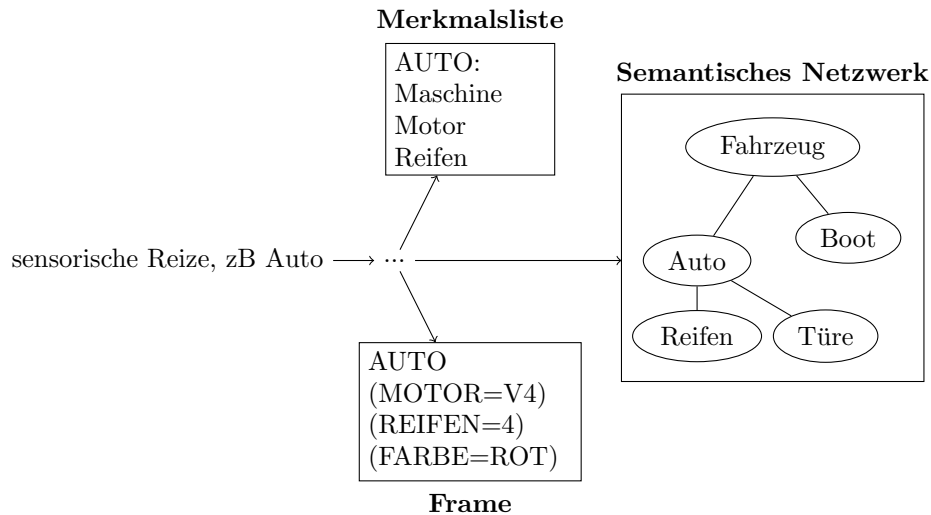 Merkmalsliste
AUTO:
Maschine
Motor
Reifen
Semantisches Netzwerk
Fahrzeug
Boot
Auto
Reifen
Türe
sensorische Reize, zB Auto
...
AUTO
(MOTOR=V4)
(REIFEN=4)
(FARBE=ROT)
Frame